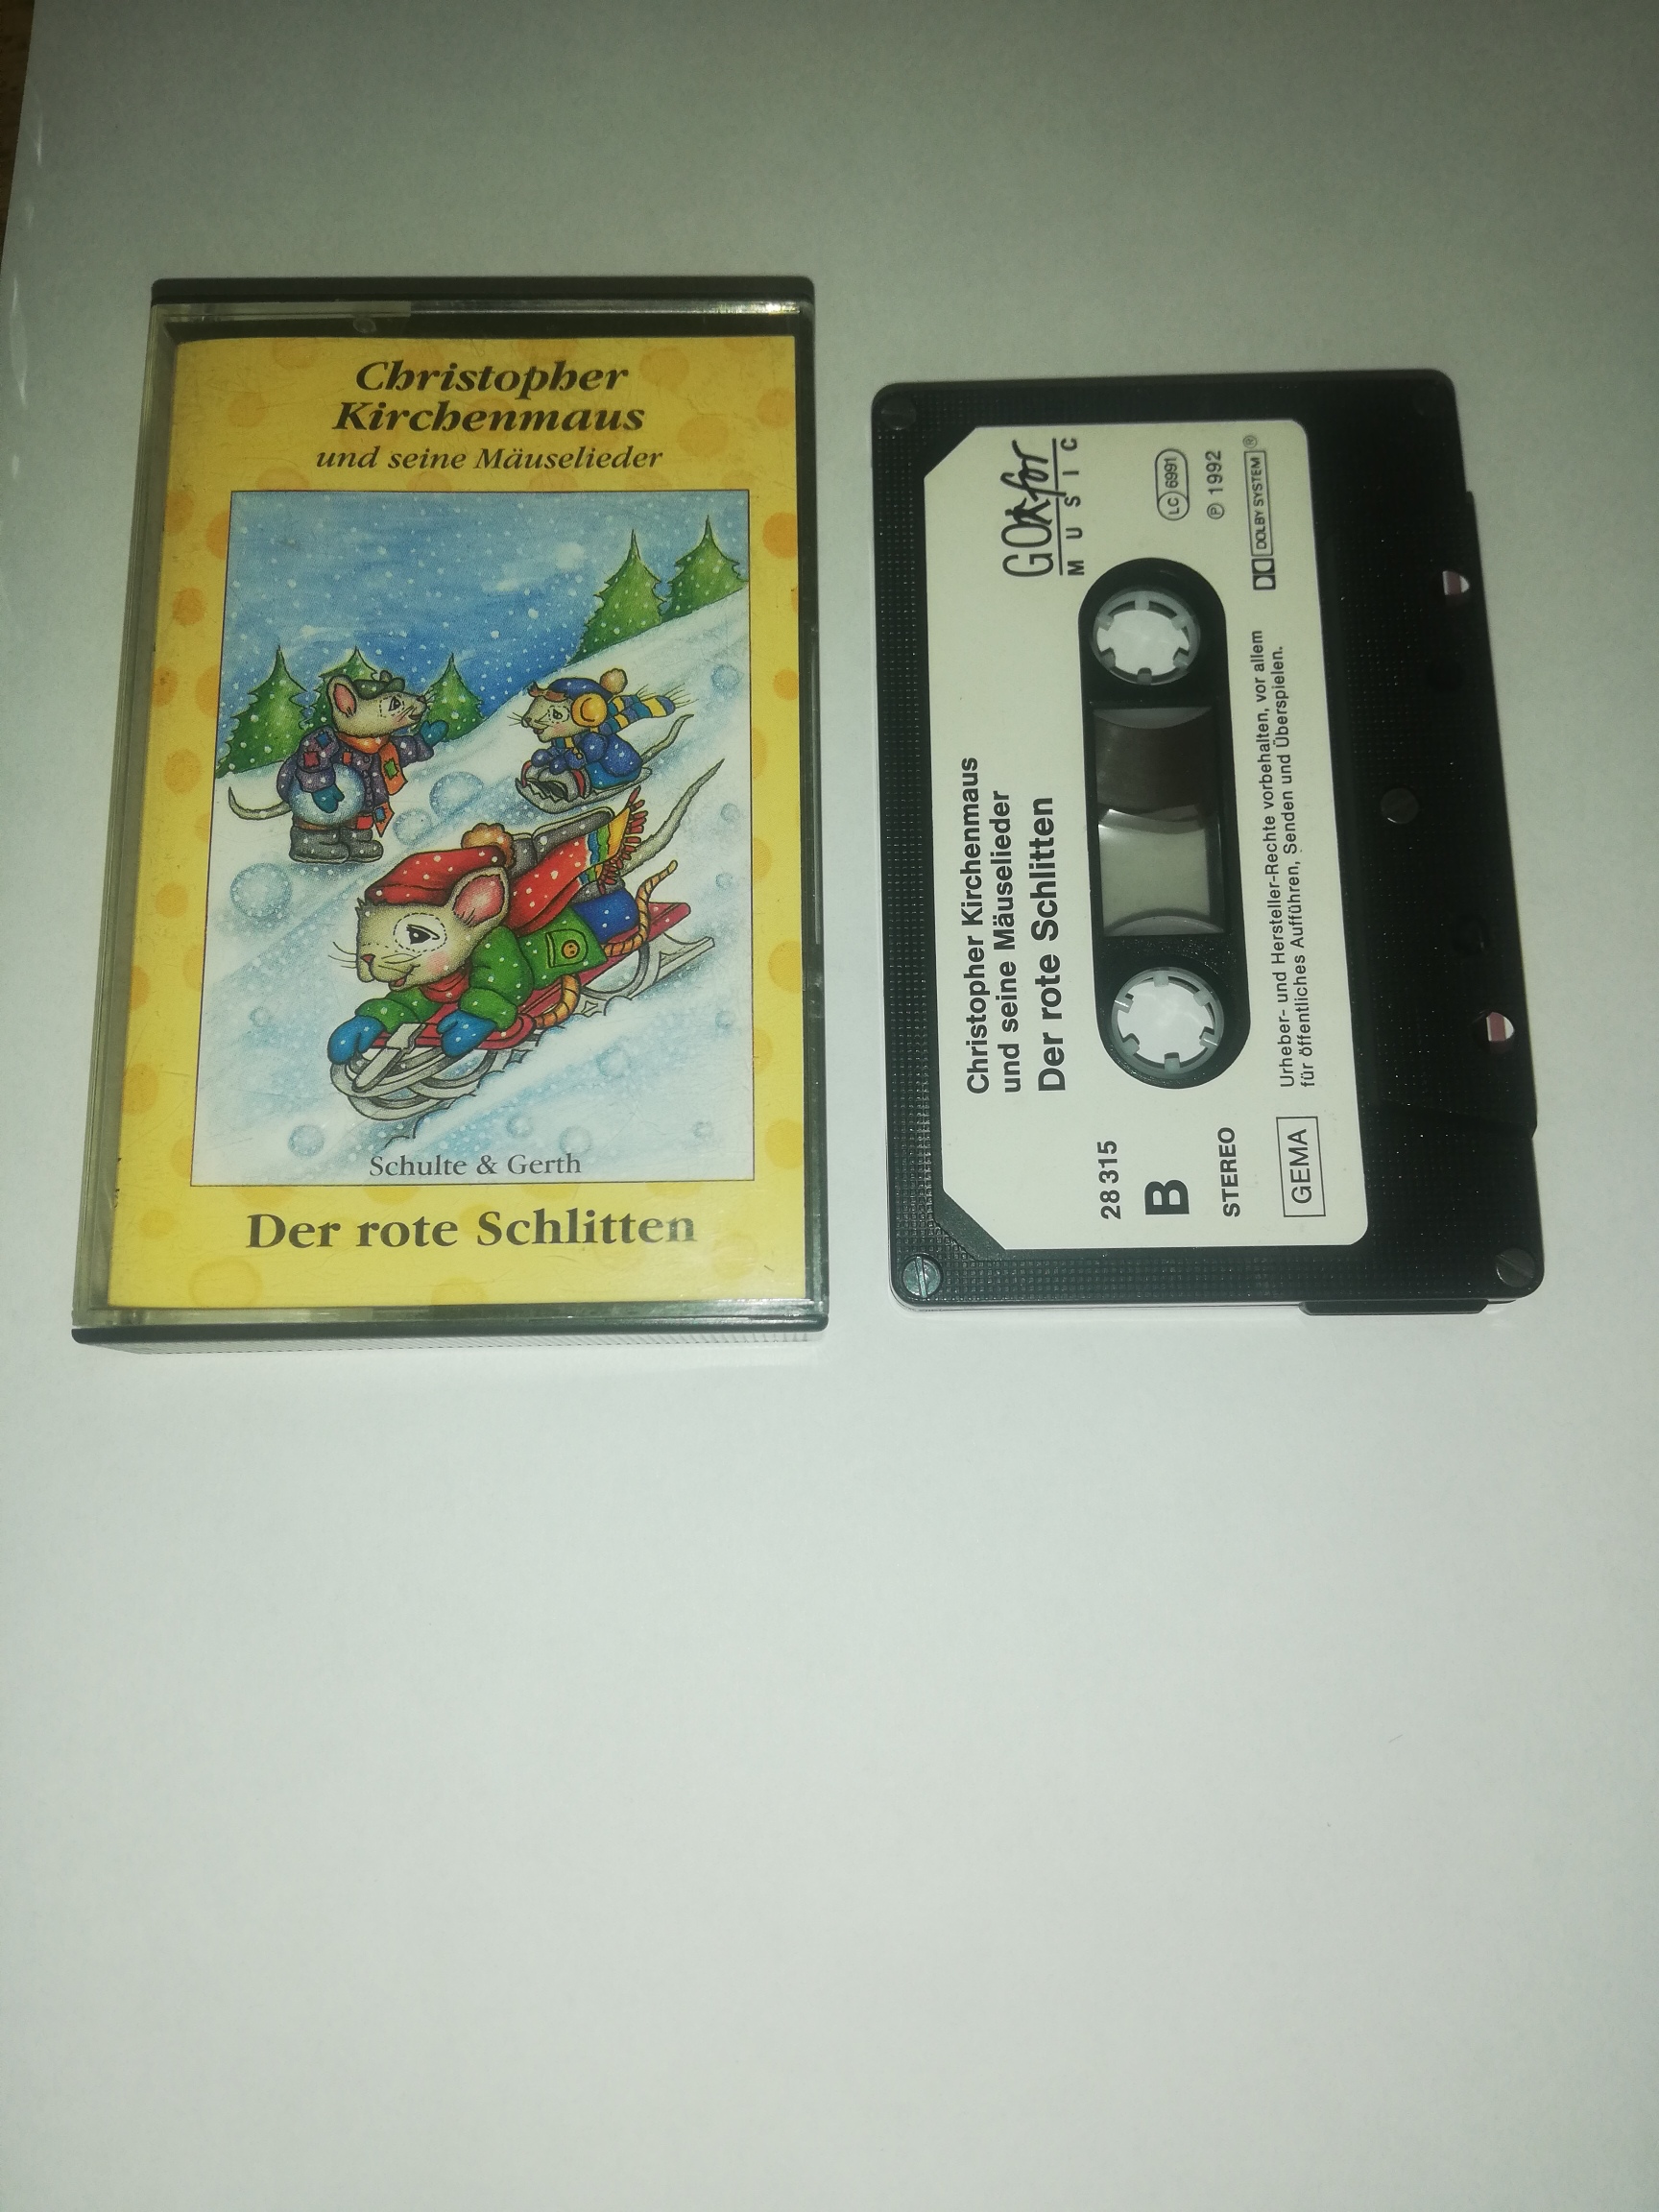 Christopher
Kirchenmaus
und seine Mäuselieder
Schulte & Gerth
Der rote Schlitten
Christopher Kirchenmaus
und seine Mäuselieder
Der rote Schlitten
GO for
MUSIC
28 315
B
STEREO
LC 6991
℗ 1992
GEMA
Urheber- und Hersteller-Rechte vorbehalten, vor allem
für öffentliches Aufführen, Senden und Überspielen.
DOLBY SYSTEM®